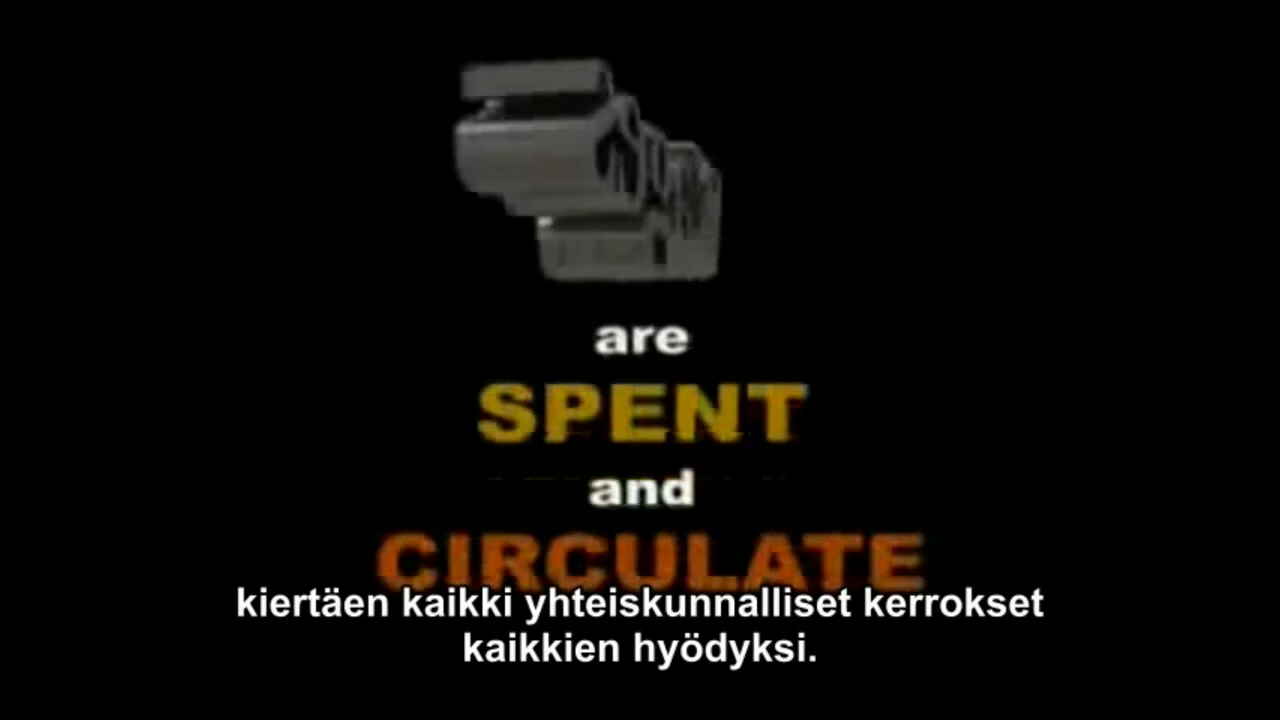 are
SPENT
and
CIRCULATE
kiertäen kaikki yhteiskunnalliset kerrokset
kaikkien hyödyksi.